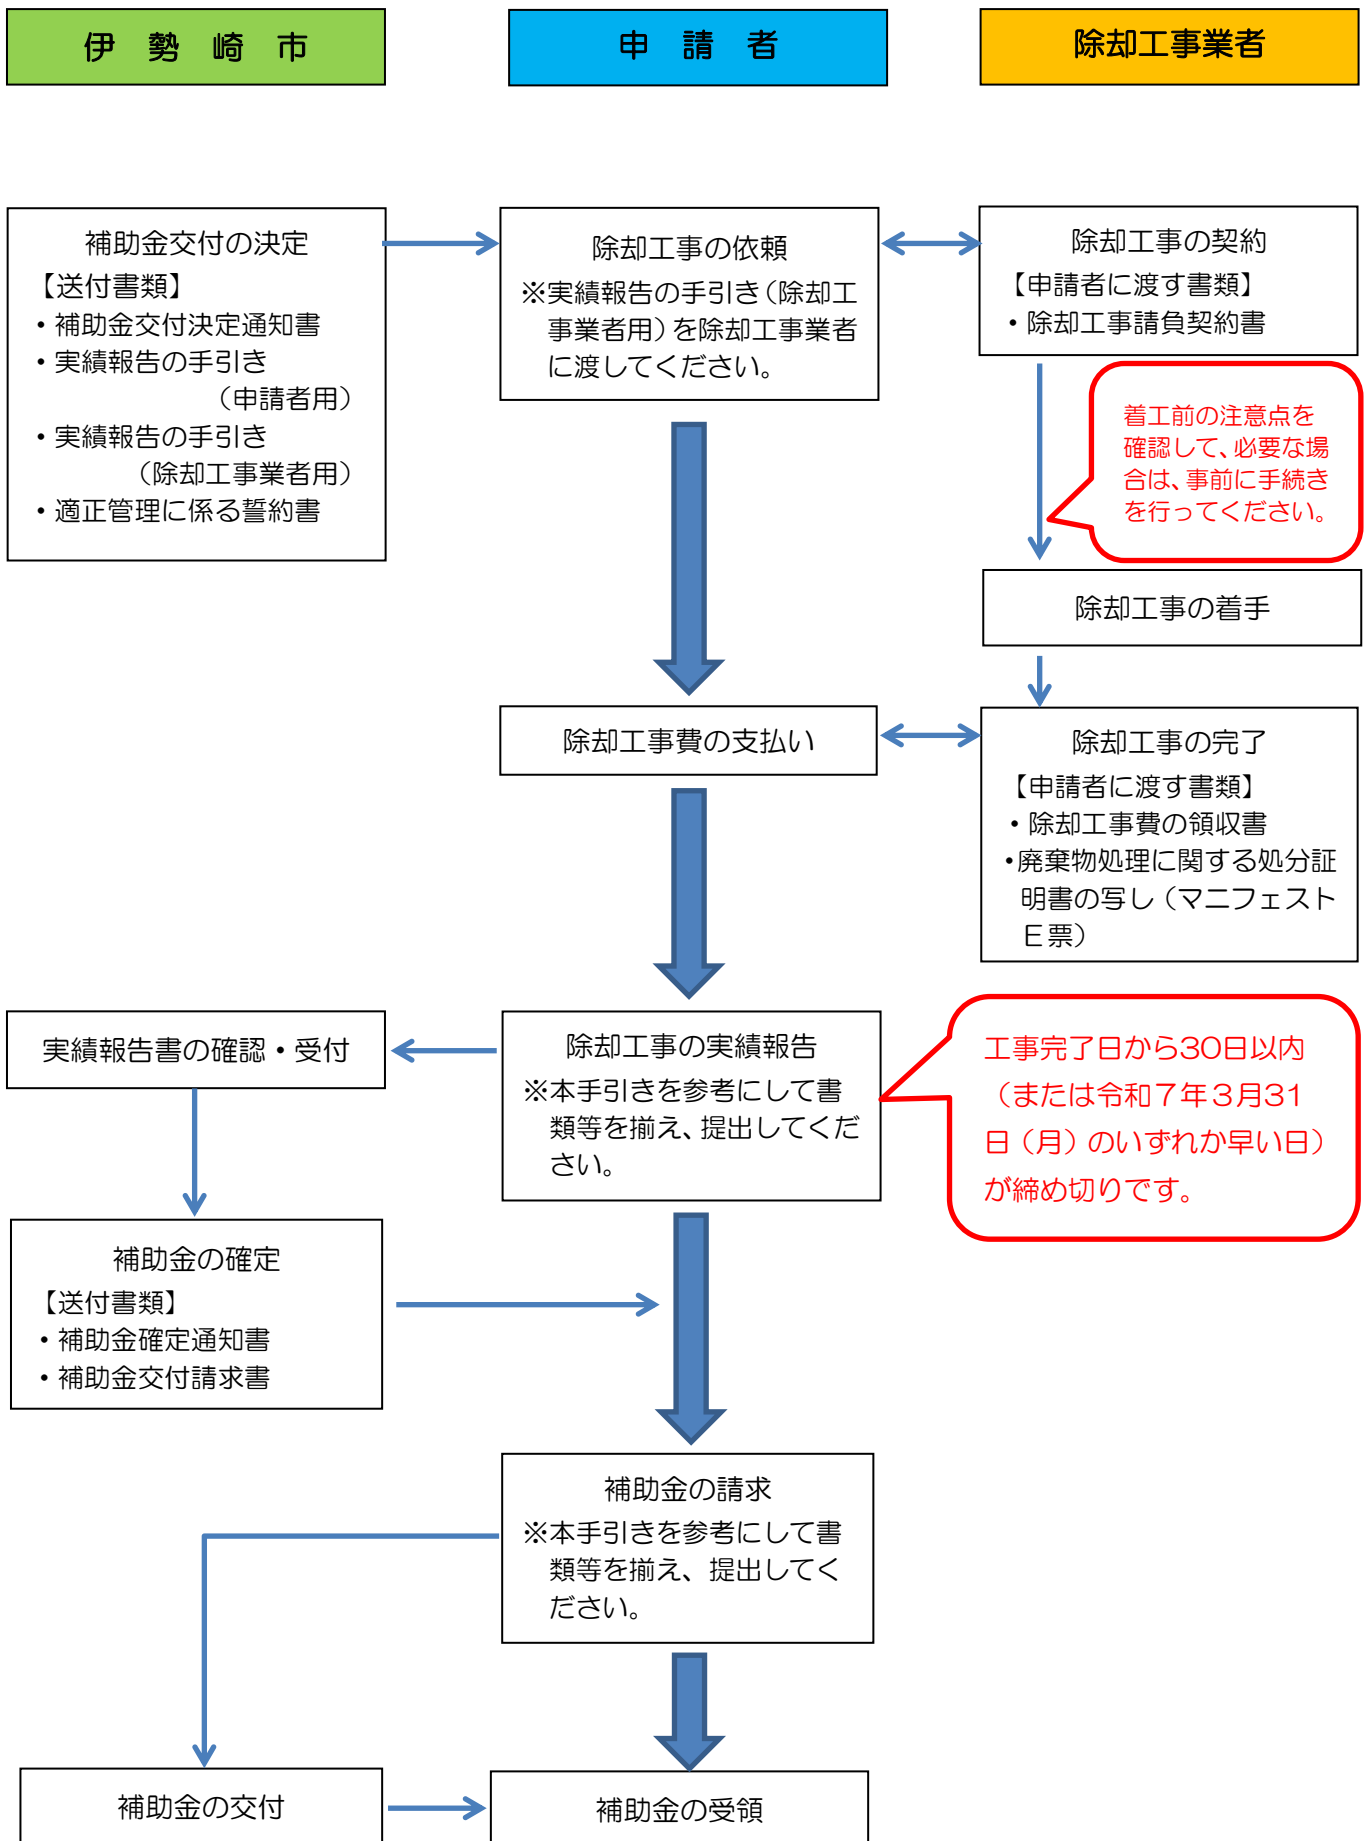 伊　勢　崎　市
申　請　者
除却工事業者
補助金交付の決定
【送付書類】
・補助金交付決定通知書
・実績報告の手引き
（申請者用）
・実績報告の手引き
（除却工事業者用）
・適正管理に係る誓約書
除却工事の依頼
※実績報告の手引き（除却工
事業者用）を除却工事業者
に渡してください。
除却工事の契約
【申請者に渡す書類】
・除却工事請負契約書
着工前の注意点を
確認して、必要な場
合は、事前に手続き
を行ってください。
除却工事の着手
除却工事費の支払い
除却工事の完了
【申請者に渡す書類】
・除却工事費の領収書
・廃棄物処理に関する処分証
明書の写し（マニフェスト
E票）
実績報告書の確認・受付
除却工事の実績報告
※本手引きを参考にして書
類等を揃え、提出してくだ
さい。
工事完了日から30日以内
（または令和７年３月31
日（月）のいずれか早い日）
が締め切りです。
補助金の確定
【送付書類】
・補助金確定通知書
・補助金交付請求書
補助金の請求
※本手引きを参考にして書
類等を揃え、提出してく
ださい。
補助金の交付
補助金の受領